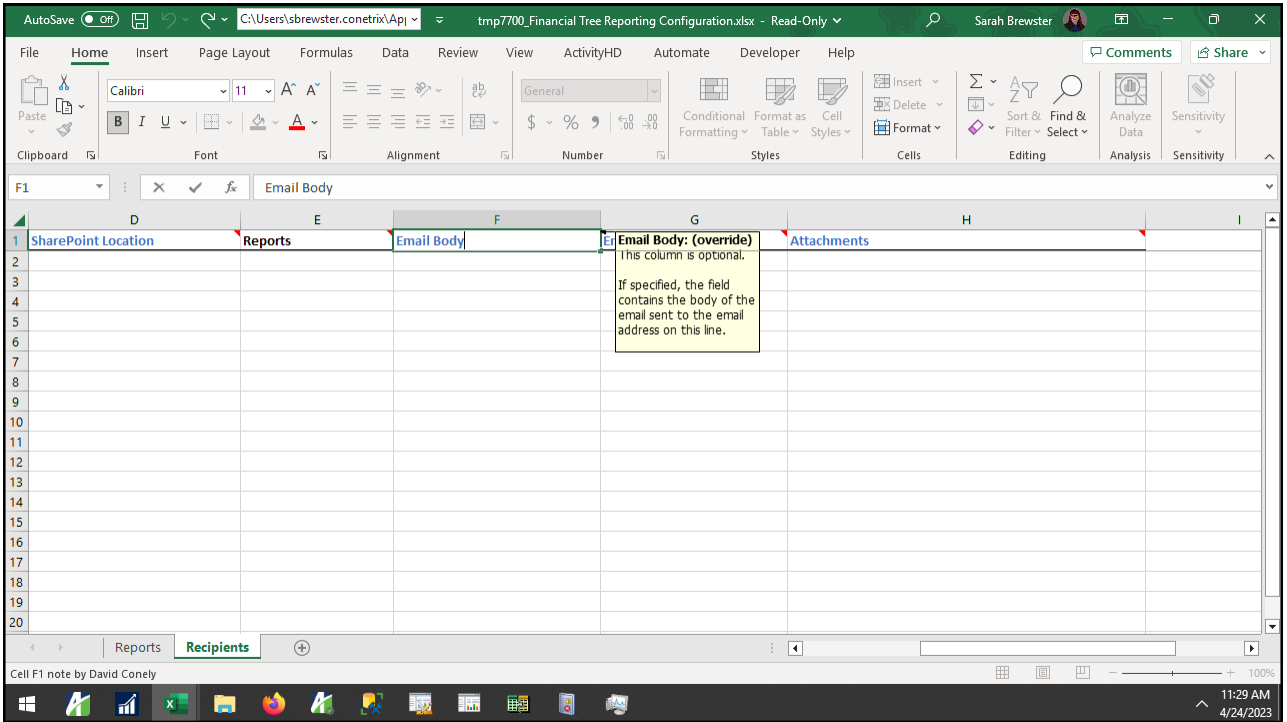 AutoSave Off C:\Users\sbrewster.conetrix\Ap tmp7700_Financial Tree Reporting Configuration.xlsx - Read-Only Sarah Brewster
File Home Insert Page Layout Formulas Data Review View ActivityHD Automate Developer Help Comments Share
Calibri 11 A^ A˅ ab General Insert Σ A Z
Paste B I U A $ % 9 .00 .00 Conditional Formatting Format as Table Cell Styles Delete Format Sort & Filter Find & Select Analyze Data Sensitivity
Clipboard Font Alignment Number Styles Cells Editing Analysis Sensitivity
F1 fx Email Body
D E F G H I
1 SharePoint Location Reports Email Body Er Attachments
Email Body: (override)
This column is optional.
If specified, the field
contains the body of the
email sent to the email
address on this line.
2
3
4
5
6
7
8
9
10
11
12
13
14
15
16
17
18
19
20
Reports Recipients
Cell F1 note by David Conely 100%
11:29 AM
4/24/2023